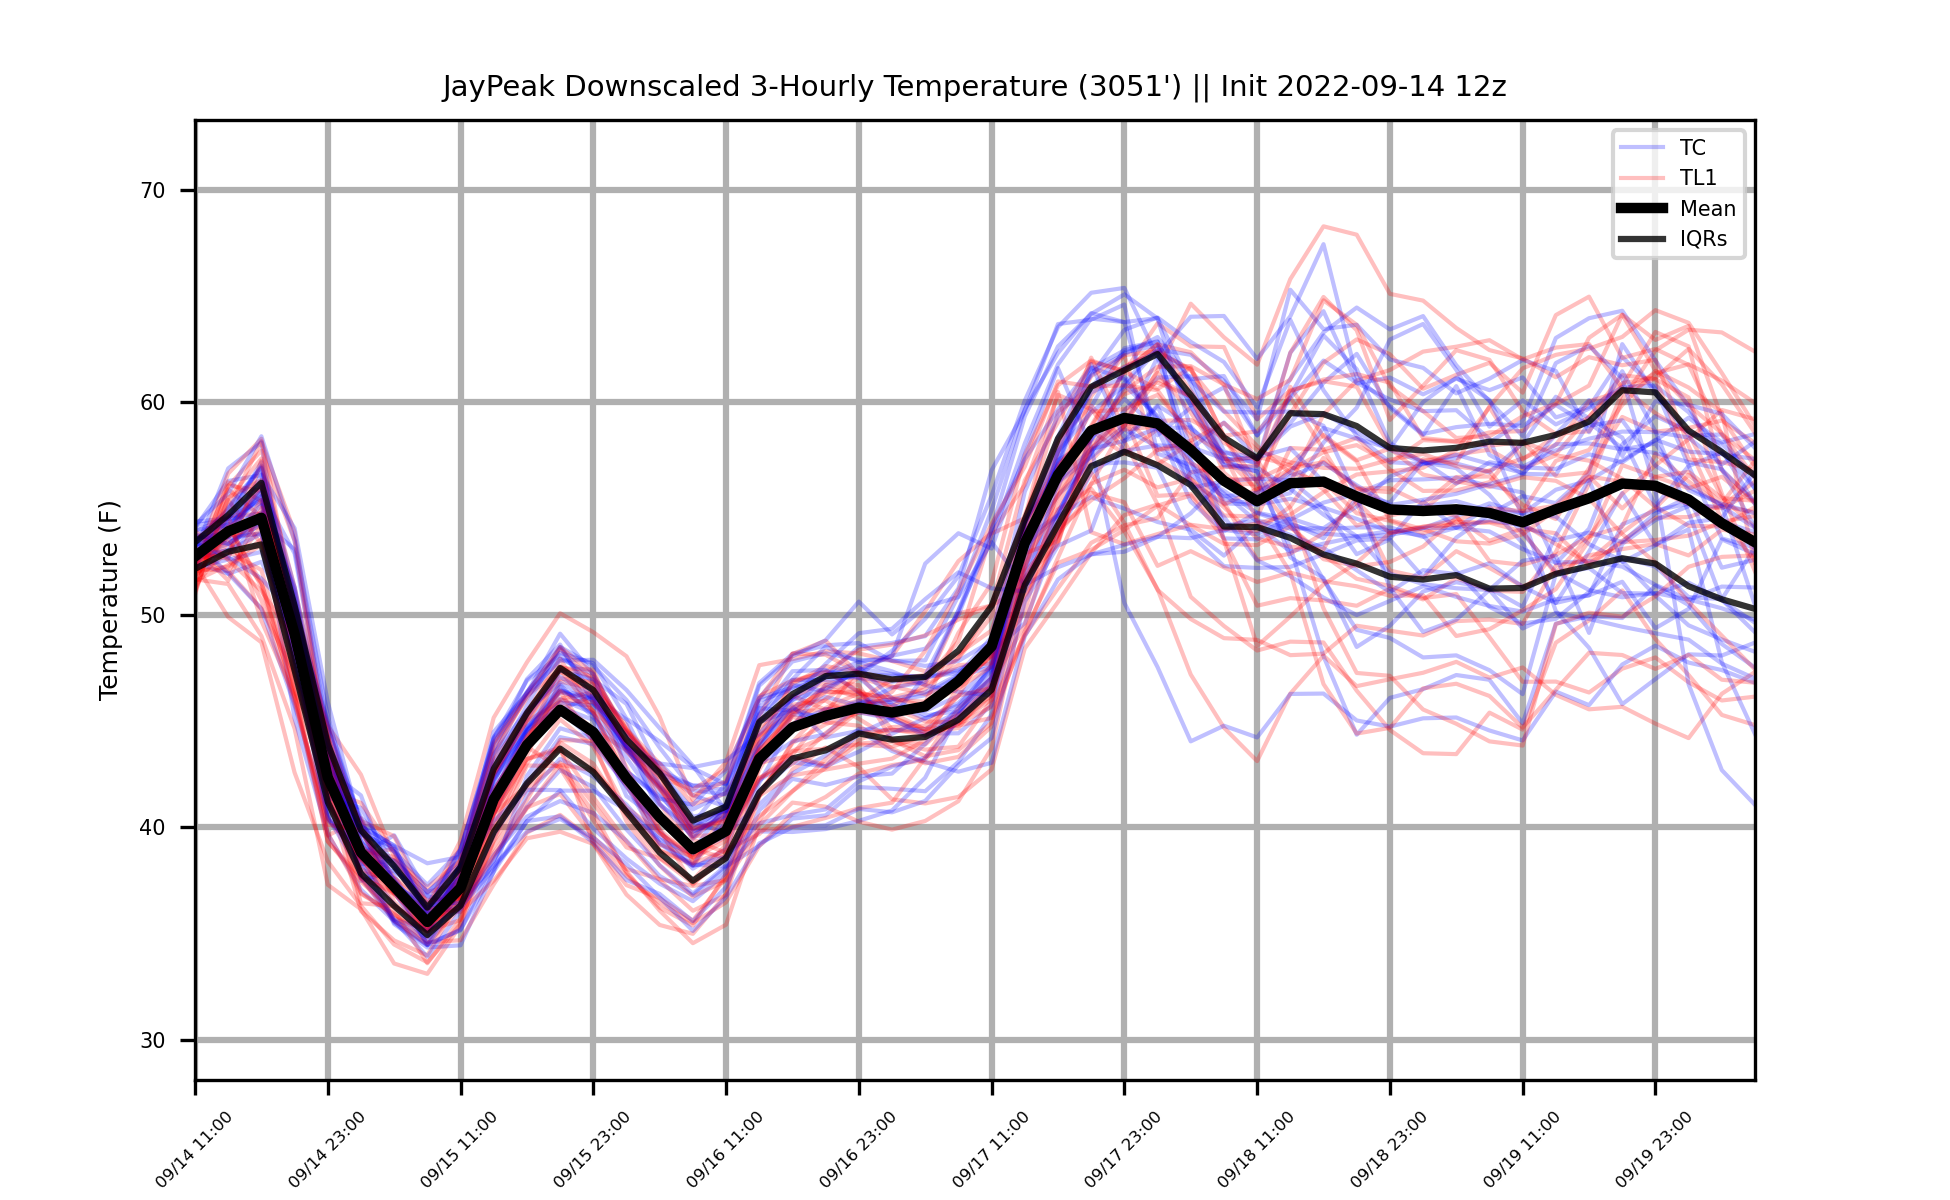 JayPeak Downscaled 3-Hourly Temperature (3051') || Init 2022-09-14 12z
TC
TL1
Mean
IQRs
Temperature (F)
70
60
50
40
30
09/14 11:00
09/14 23:00
09/15 11:00
09/15 23:00
09/16 11:00
09/16 23:00
09/17 11:00
09/17 23:00
09/18 11:00
09/18 23:00
09/19 11:00
09/19 23:00